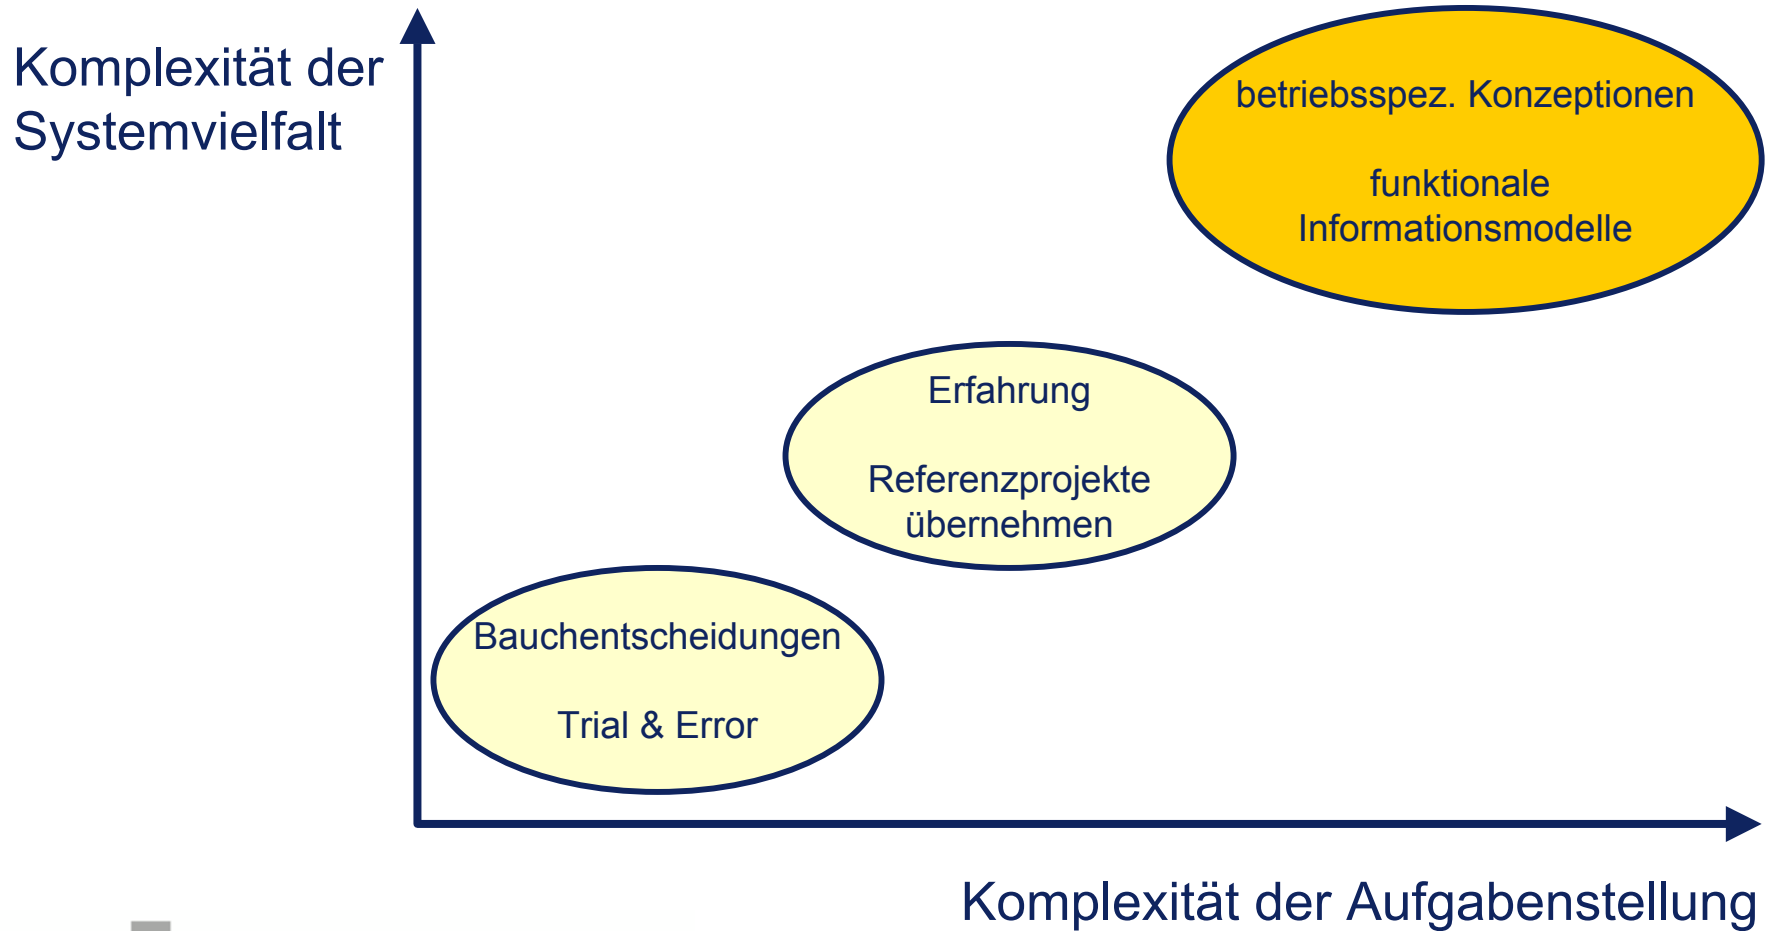 Komplexität der
Systemvielfalt
betriebsspez. Konzeptionen
funktionale
Informationsmodelle
Erfahrung
Referenzprojekte
übernehmen
Bauchentscheidungen
Trial & Error
Komplexität der Aufgabenstellung